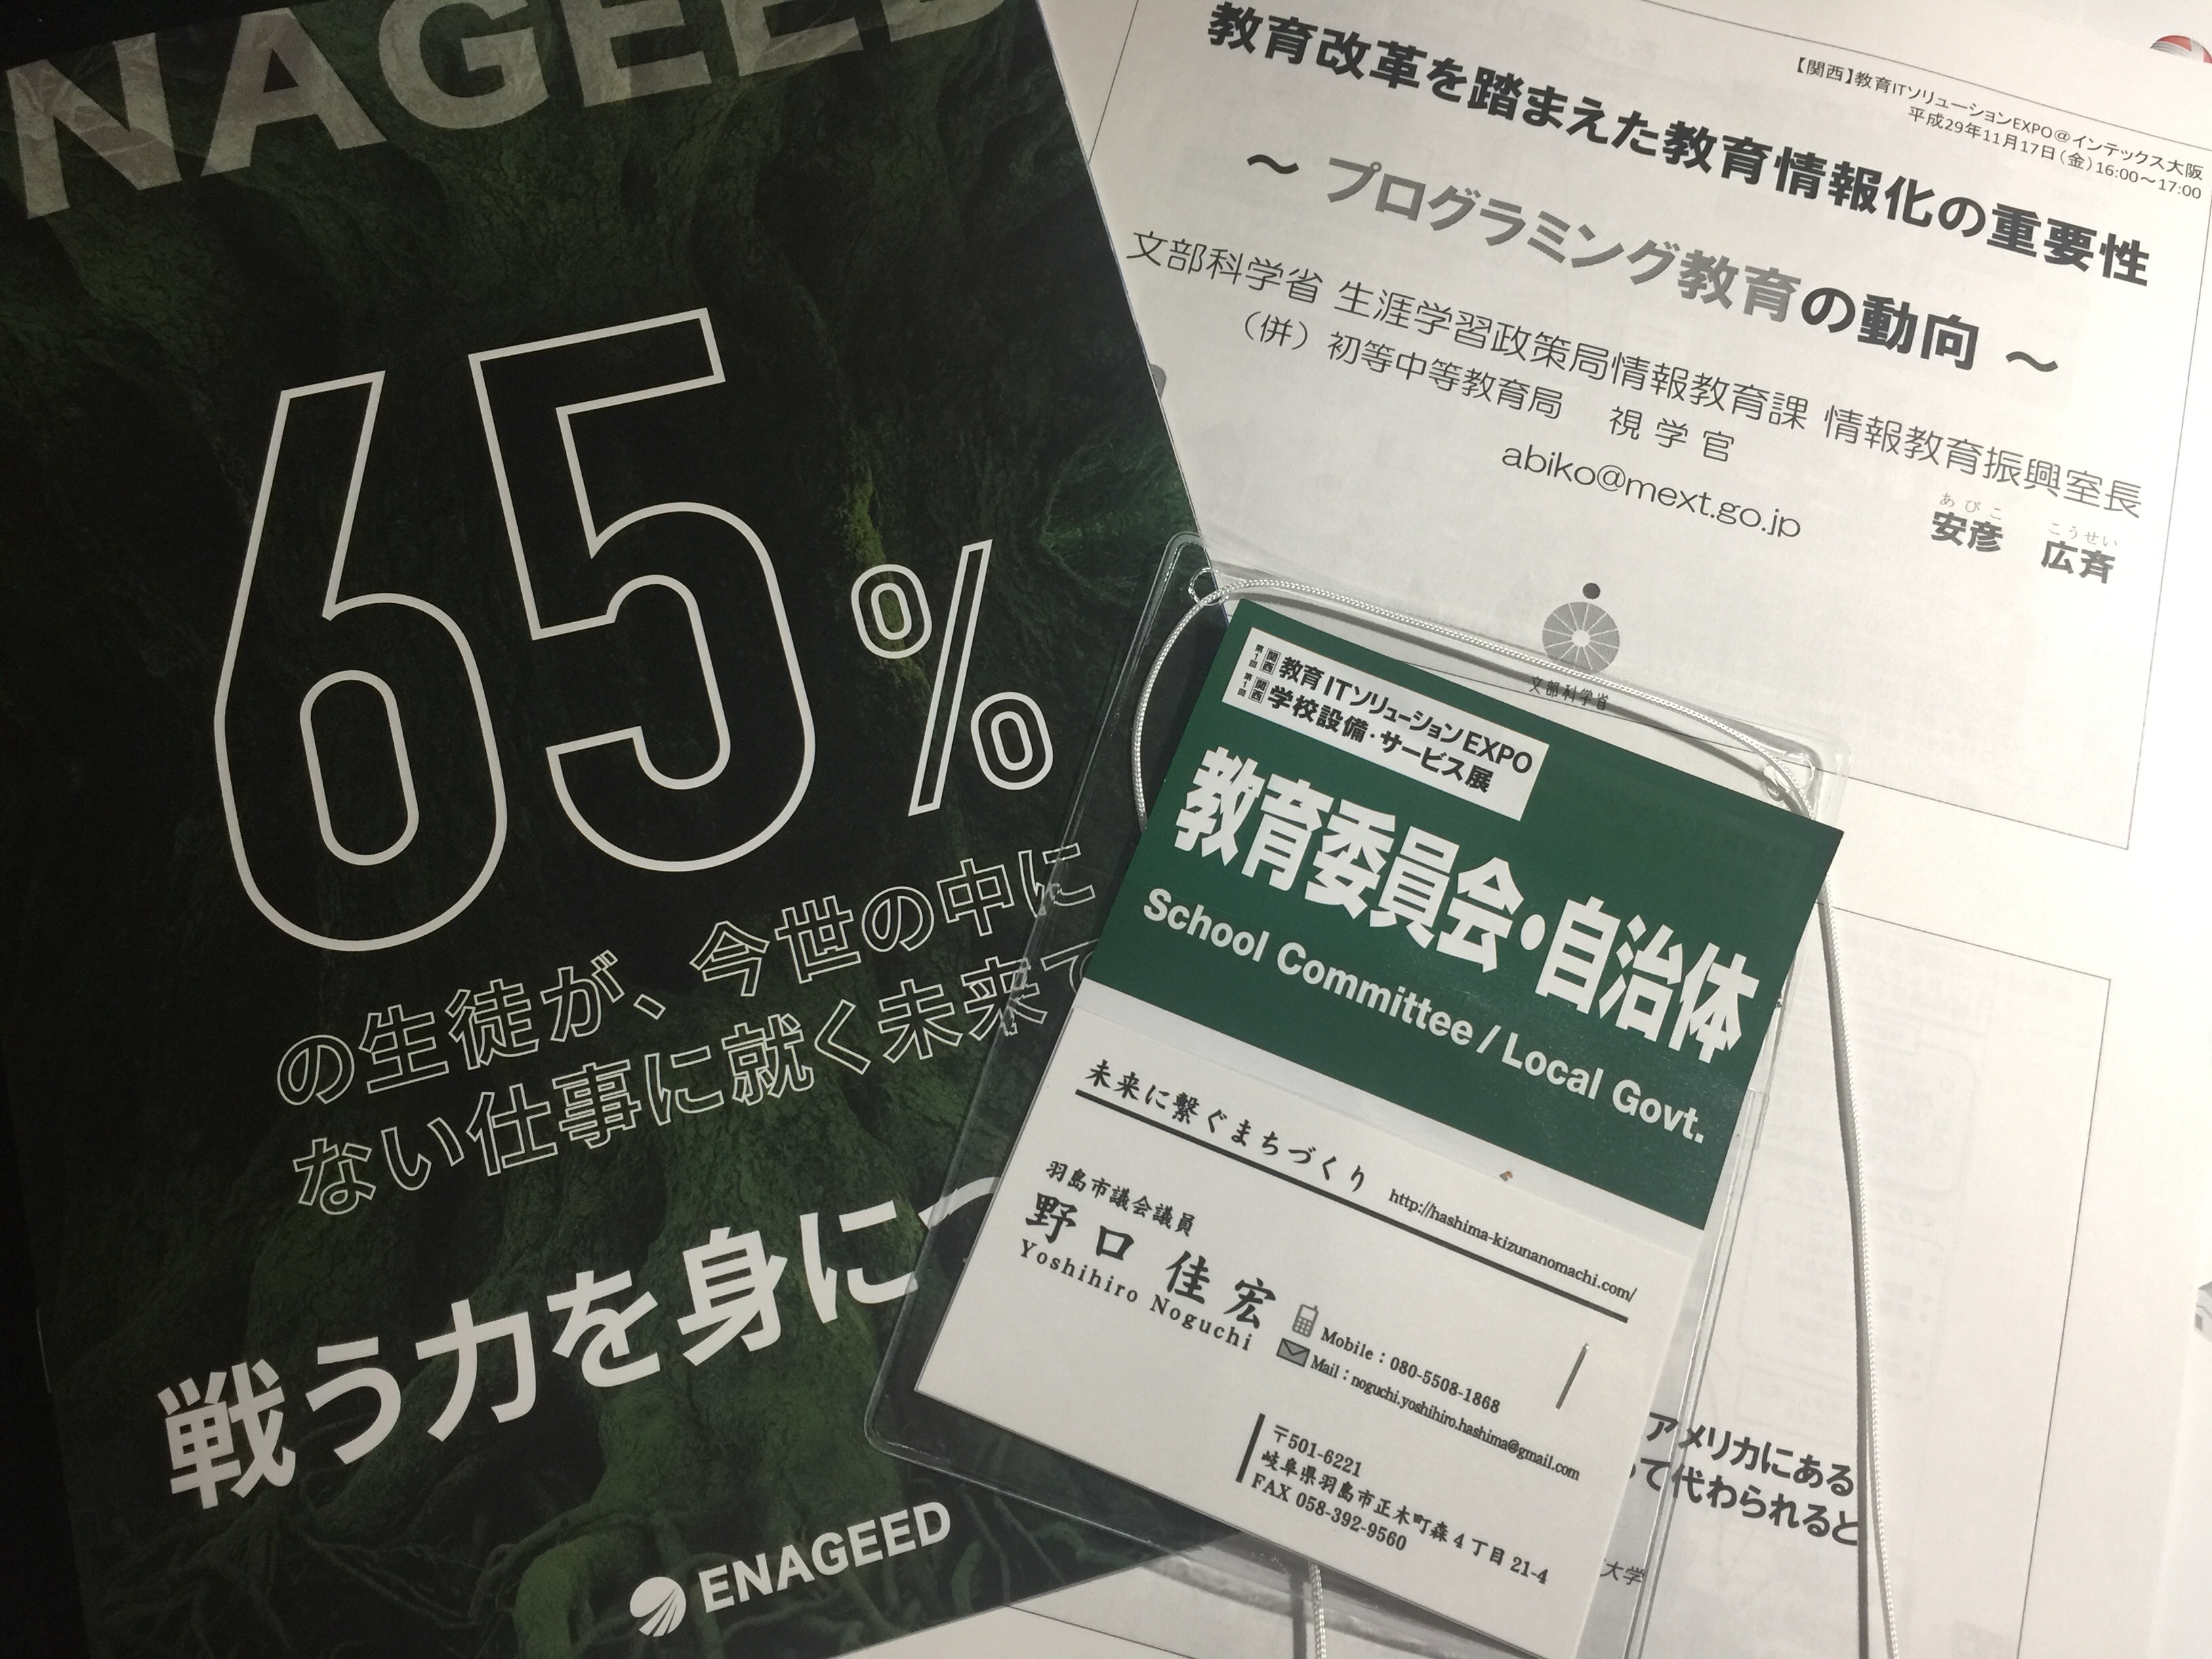 NAGEED
65%
の生徒が、今世の中に
ない仕事に就く未来で
戦う力を身につ
ENAGEED
【関西】教育ITソリューションEXPO@インテックス大阪
平成29年11月17日(金)16:00～17:00
教育改革を踏まえた教育情報化の重要性
～ プログラミング教育の動向 ～
文部科学省 生涯学習政策局情報教育課 情報教育振興室長
(併) 初等中等教育局 視学官
あびこ こうせい
安彦 広斉
abiko@mext.go.jp
文部科学省
第1回 関西 教育ITソリューションEXPO
第1回 関西 学校設備・サービス展
教育委員会・自治体
School Committee / Local Govt.
未来に繋ぐまちづくり http://hashima-kizunanomachi.com/
羽島市議会議員
野口 佳宏
Yoshihiro Noguchi
Mobile : 080-5508-1868
Mail : noguchi.yoshihiro.hashima@gmail.com
〒501-6221
岐阜県羽島市正木町森4丁目21-4
FAX 058-392-9560
アメリカにある
て代わられると
大学